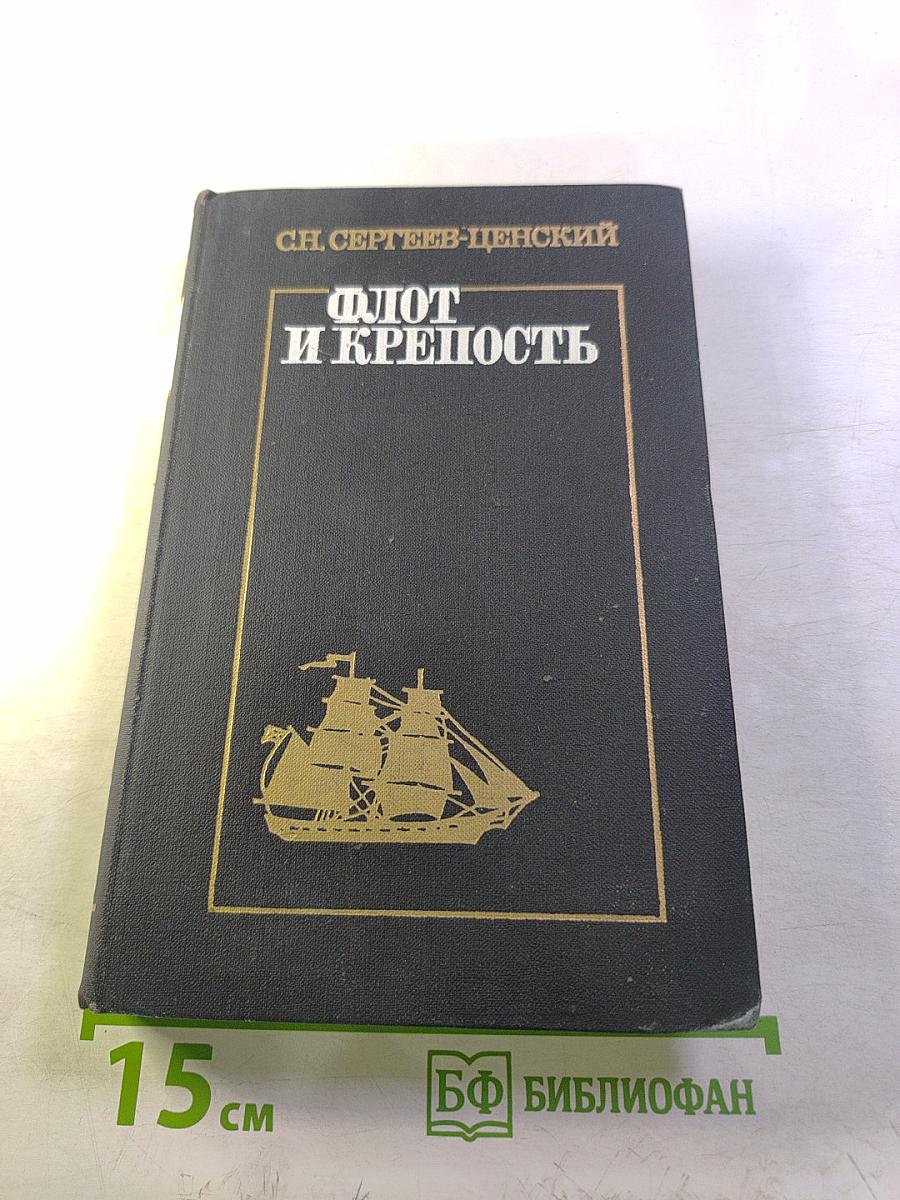 С.Н. СЕРГЕЕВ-ЦЕНСКИЙ
ФЛОТ
И КРЕПОСТЬ
15 см
БФ БИБЛИОФАН